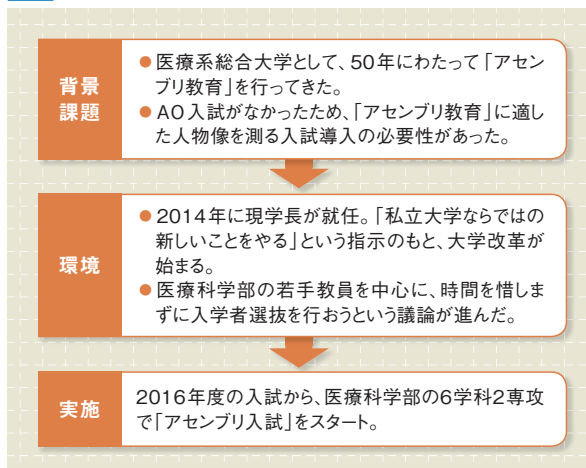 背景
課題
●医療系総合大学として、50年にわたって「アセン
ブリ教育」を行ってきた。
●AO入試がなかったため、「アセンブリ教育」に適し
た人物像を測る入試導入の必要性があった。
環境
●2014年に現学長が就任。「私立大学ならではの
新しいことをやる」という指示のもと、大学改革が
始まる。
●医療科学部の若手教員を中心に、時間を惜しま
ずに入学者選抜を行おうという議論が進んだ。
実施
2016年度の入試から、医療科学部の6学科2専攻
で「アセンブリ入試」をスタート。